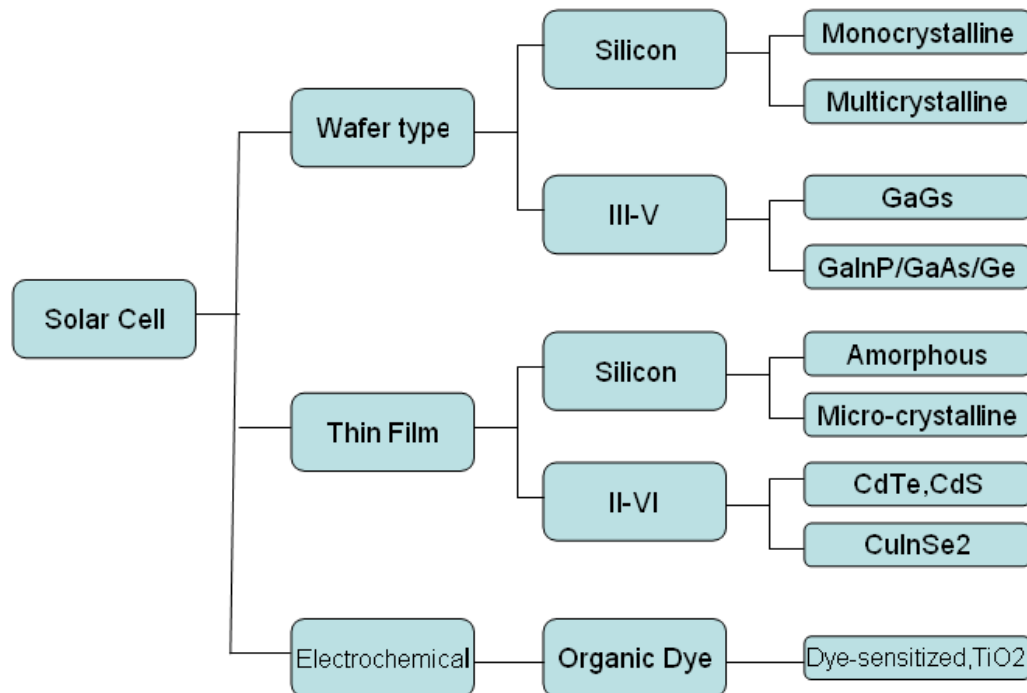 Solar Cell
Wafer type
Silicon
Monocrystalline
Multicrystalline
III-V
GaGs
GaInP/GaAs/Ge
Thin Film
Silicon
Amorphous
Micro-crystalline
II-VI
CdTe,CdS
CuInSe2
Electrochemical
Organic Dye
Dye-sensitized,TiO2